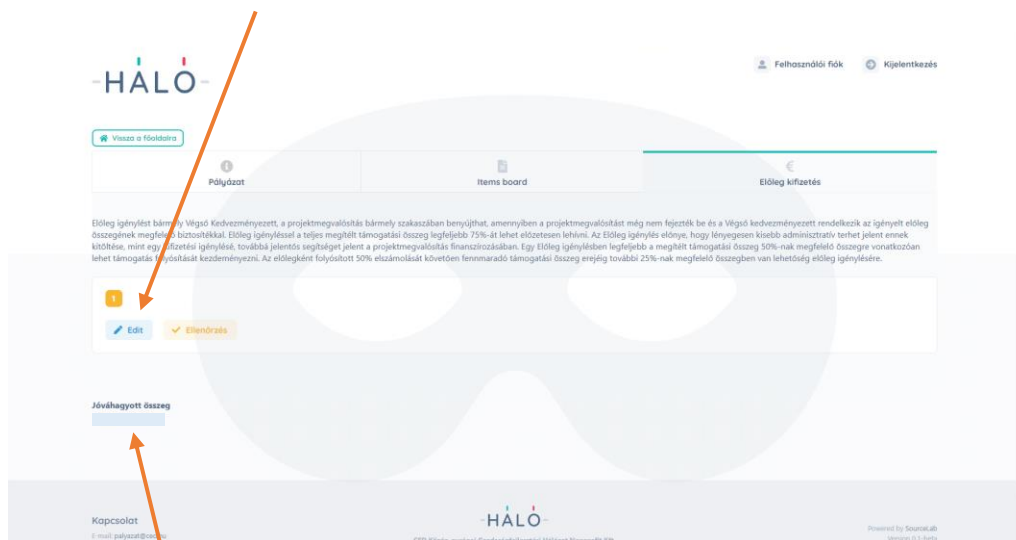 HÁLÓ
Felhasználói fiók
Kijelentkezés
Vissza a főoldalra
Pályázat
Items board
Előleg kifizetés
Előleg igénylést bármely Végső Kedvezményezett, a projektmegvalósítás bármely szakaszában benyújthat, amennyiben a projektmegvalósítást még nem fejezték be és a Végső kedvezményezett rendelkezik az igényelt előleg
összegének megfelelő biztosítékkal. Előleg igényléssel a teljes megítélt támogatási összeg legfeljebb 75%-át lehet előzetesen lehívni. Az Előleg igénylés előnye, hogy lényegesen kisebb adminisztratív terhet jelent ennek
kitöltése, mint egy kifizetési igénylésé, továbbá jelentős segítséget jelent a projektmegvalósítás finanszírozásában. Egy Előleg igénylésben legfeljebb a megítélt támogatási összeg 50%-nak megfelelő összegre vonatkozóan
lehet támogatás folyósítását kezdeményezni. Az előlegként folyósított 50% elszámolását követően fennmaradó támogatási összeg erejéig további 25%-nak megfelelő összegben van lehetőség előleg igénylésére.
1
Edit
Ellenőrzés
Jóváhagyott összeg
Kapcsolat
HÁLÓ
Powered by SourceLab
E-mail: